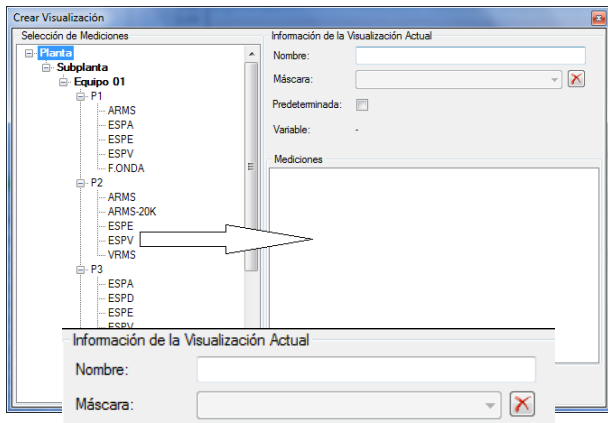 Crear Visualización
Selección de Mediciones
Planta
Subplanta
Equipo 01
P1
ARMS
ESPA
ESPE
ESPV
F.ONDA
P2
ARMS
ARMS-20K
ESPE
ESPV
VRMS
P3
ESPA
ESPD
ESPE
ESPV
Información de la Visualización Actual
Nombre:
Máscara:
Predeterminada:
Variable: -
Mediciones
Información de la Visualización Actual
Nombre:
Máscara: